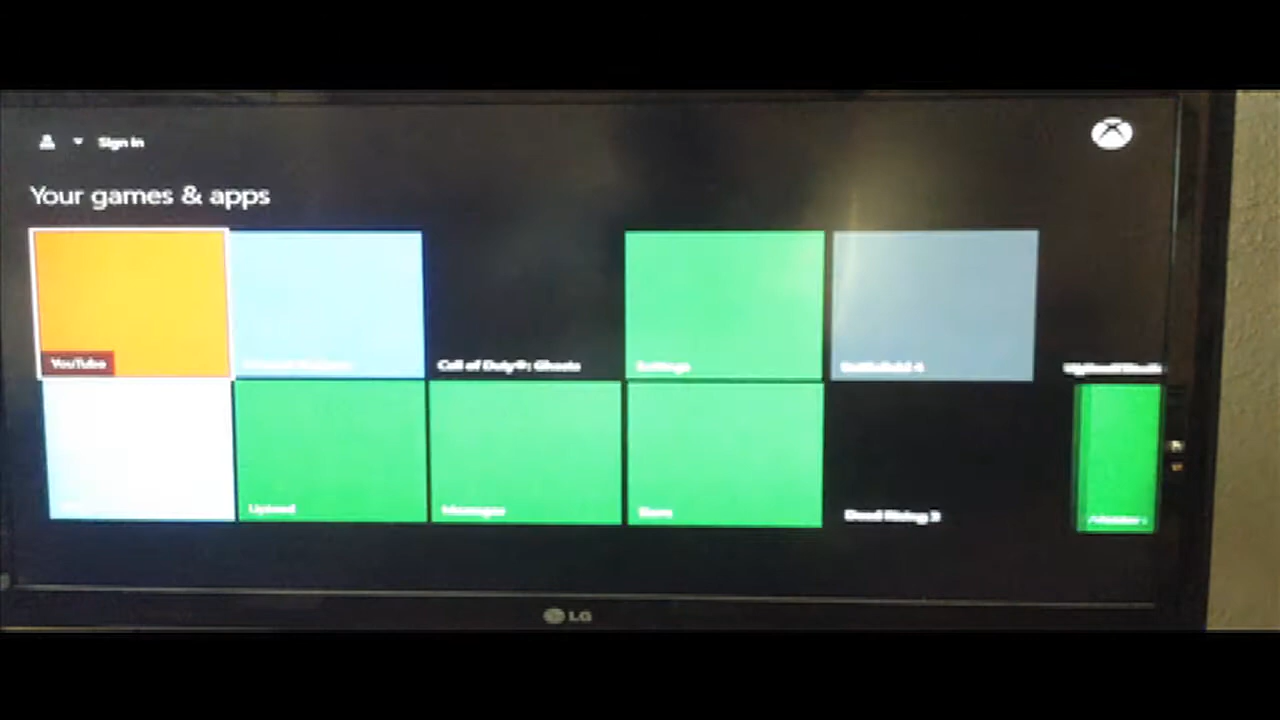 Sign in
Your games & apps
YouTube
Call of Duty®: Ghosts
Settings
Battlefield 4
Upload
Messages
Store
Dead Rising 3
LG